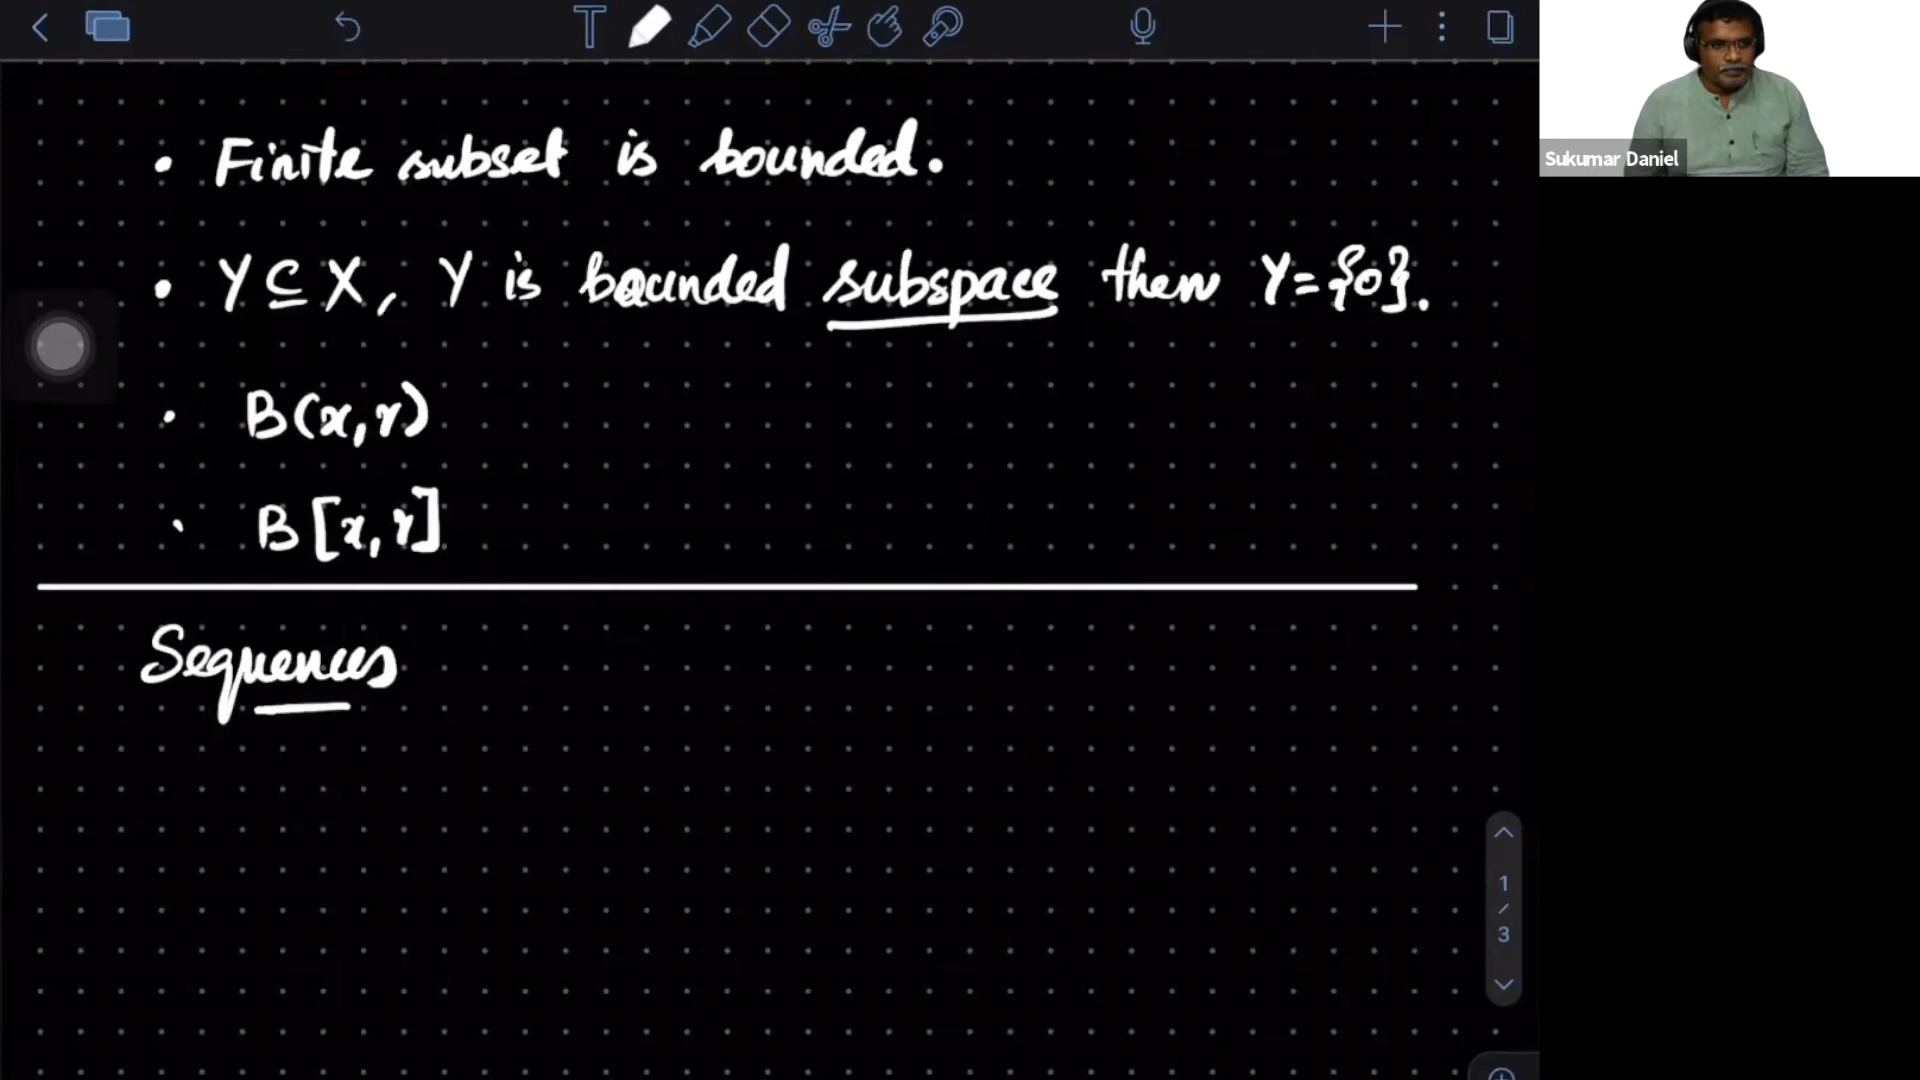 Sukumar Daniel
• Finite subset is bounded.
• Y ⊆ X, Y is bounded subspace then Y = {0}.
• B(x, r)
• B[x, r]
Sequences
1
/
3